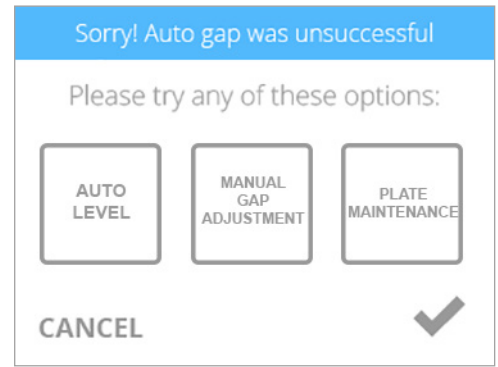 Sorry! Auto gap was unsuccessful
Please try any of these options:
AUTO
LEVEL
MANUAL
GAP
ADJUSTMENT
PLATE
MAINTENANCE
CANCEL